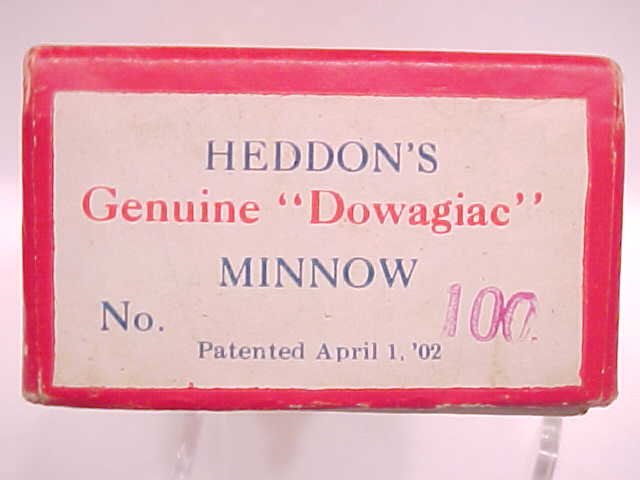 HEDDON'S
Genuine "Dowagiac"
MINNOW
No. 100
Patented April 1, '02